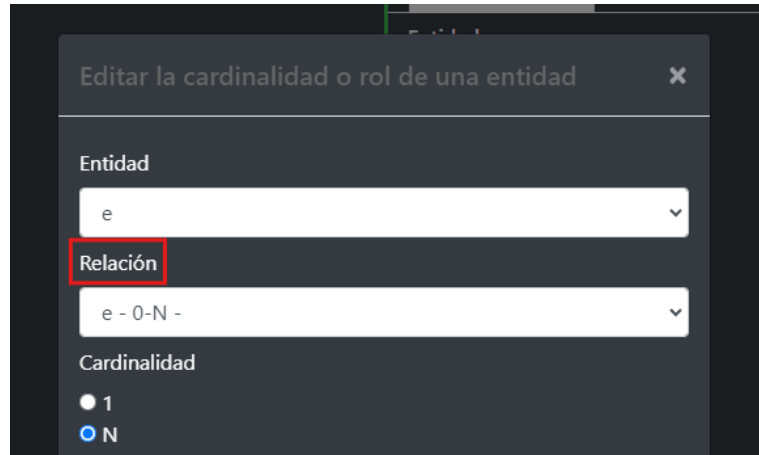 Editar la cardinalidad o rol de una entidad ×
Entidad
e
Relación
e - 0-N -
Cardinalidad
1
N